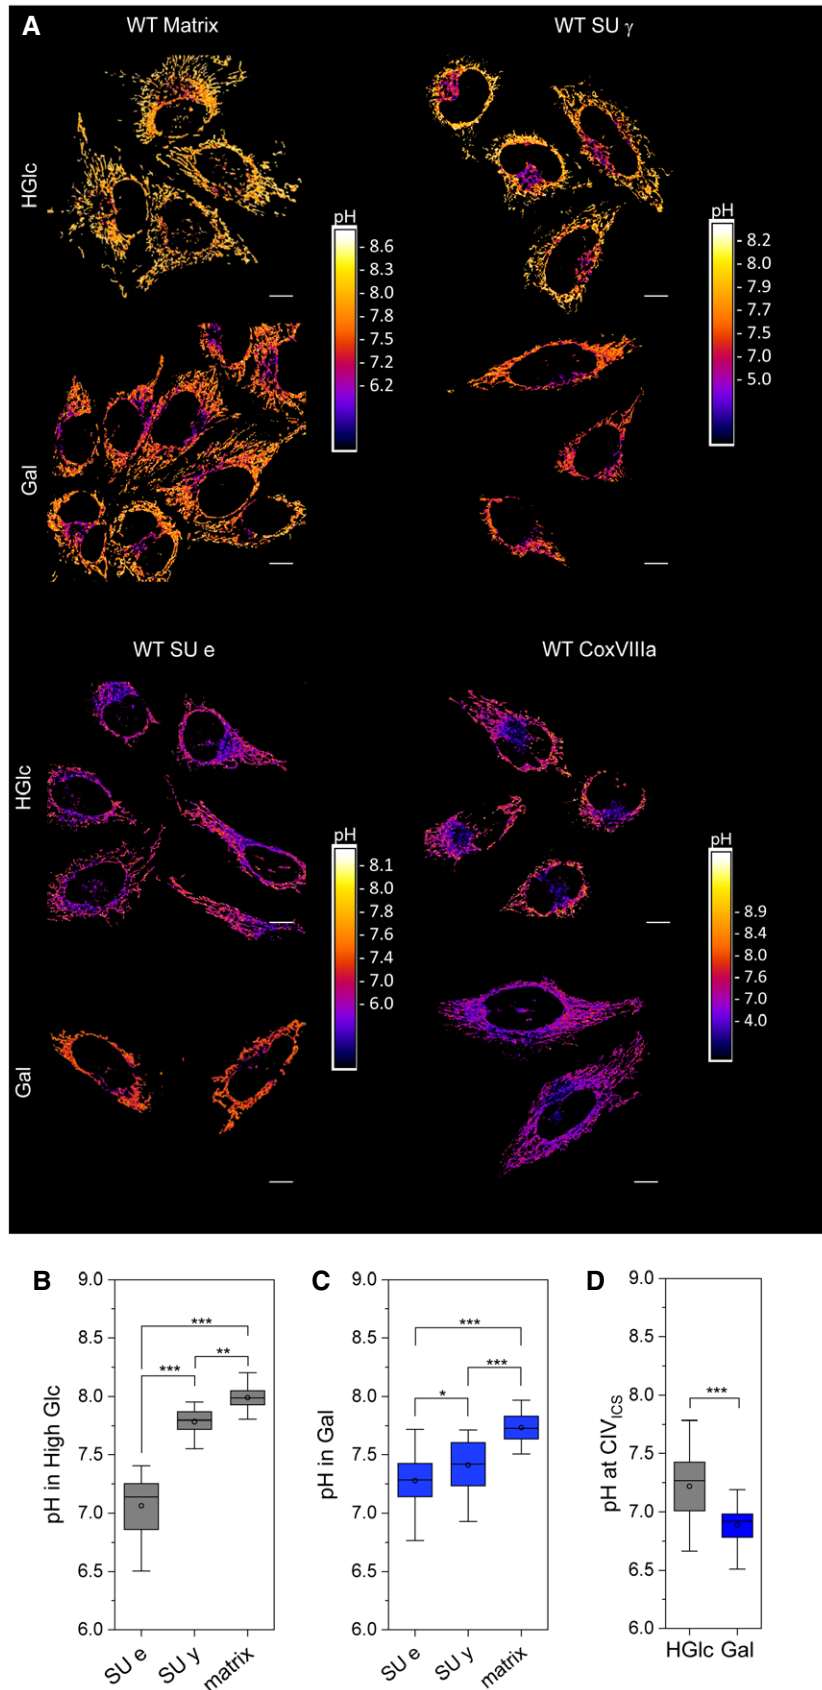 A
WT Matrix
WT SU γ
HGlc
pH
8.6
8.3
8.0
7.8
7.5
7.2
6.2
pH
8.2
8.0
7.9
7.7
7.5
7.0
5.0
Gal
WT SU e
WT CoxVIIIa
HGlc
pH
8.1
8.0
7.8
7.6
7.4
7.0
6.0
pH
8.9
8.4
8.0
7.6
7.0
4.0
Gal
B
pH in High Glc
9.0
8.5
8.0
7.5
7.0
6.5
6.0
***
***
**
SU e
SU y
matrix
C
pH in Gal
9.0
8.5
8.0
7.5
7.0
6.5
6.0
***
***
*
SU e
SU y
matrix
D
pH at CIVICS
9.0
8.5
8.0
7.5
7.0
6.5
6.0
***
HGlc Gal